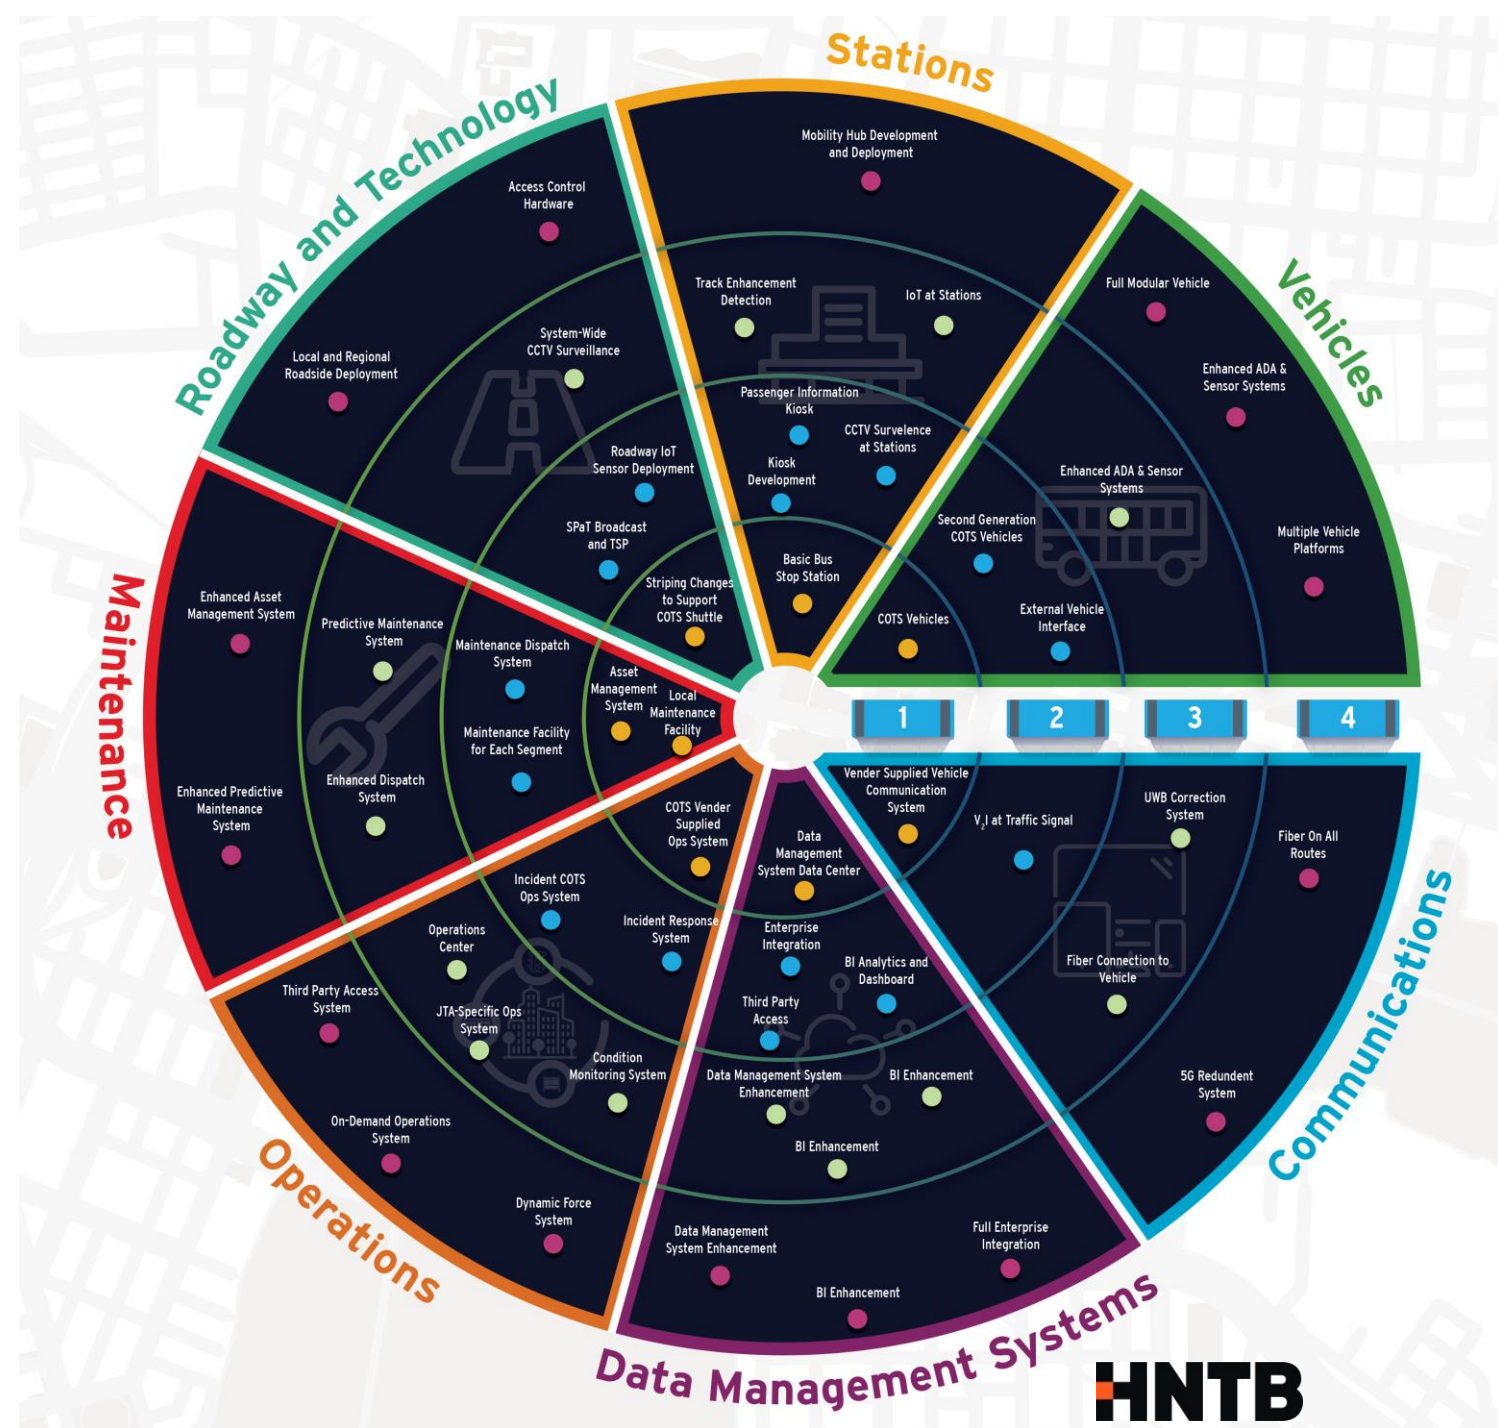 Stations
Mobility Hub Development
and Deployment
Track Enhancement
Detection
IoT at Stations
Passenger Information
Kiosk
CCTV Survelence
at Stations
Kiosk
Development
Basic Bus
Stop Station
Vehicles
Full Modular Vehicle
Enhanced ADA &
Sensor Systems
Enhanced ADA & Sensor
Systems
Multiple Vehicle
Platforms
Second Generation
COTS Vehicles
External Vehicle
Interface
COTS Vehicles
1
2
3
4
Communications
Vender Supplied Vehicle
Communication
System
V2I at Traffic Signal
UWB Correction
System
Fiber On All
Routes
Fiber Connection to
Vehicle
5G Redundent
System
Data Management Systems
Data
Management
System Data Center
Enterprise
Integration
BI Analytics and
Dashboard
Third Party
Access
Data Management System
Enhancement
BI Enhancement
BI Enhancement
Data Management
System Enhancement
Full Enterprise
Integration
BI Enhancement
Operations
COTS Vender
Supplied
Ops System
Incident COTS
Ops System
Incident Response
System
Operations
Center
JTA-Specific Ops
System
Condition
Monitoring System
Third Party Access
System
On-Demand Operations
System
Dynamic Force
System
Maintenance
Enhanced Asset
Management System
Predictive Maintenance
System
Maintenance Dispatch
System
Asset
Management
System
Local
Maintenance
Facility
Maintenance Facility
for Each Segment
Enhanced Dispatch
System
Enhanced Predictive
Maintenance
System
Roadway and Technology
Access Control
Hardware
System-Wide
CCTV Surveillance
Local and Regional
Roadside Deployment
Roadway IoT
Sensor Deployment
SPaT Broadcast
and TSP
Striping Changes
to Support
COTS Shuttle
HNTB